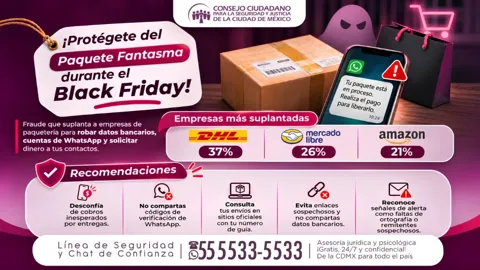 CONSEJO CIUDADANO
PARA LA SEGURIDAD Y JUSTICIA
DE LA CIUDAD DE MÉXICO
¡Protégete del
Paquete Fantasma
durante el
Black Friday!
Fraude que suplanta a empresas de
paquetería para robar datos bancarios,
cuentas de WhatsApp y solicitar
dinero a tus contactos.
Tu paquete está
en proceso.
Realiza el pago
para liberarlo.
10:24
Empresas más suplantadas
DHL
37%
mercado
libre
26%
amazon
21%
Recomendaciones
Desconfía
de cobros
inesperados
por entregas.
No compartas
códigos de
verificación de
WhatsApp.
Consulta
tus envíos en
sitios oficiales
con tu número
de guía.
Evita enlaces
sospechosos y no
compartas datos
bancarios.
Reconoce
señales de alerta
como faltas de
ortografía o
remitentes
sospechosos.
Línea de Seguridad
y Chat de Confianza
55 5533-5533
Asesoría jurídica y psicológica
Gratis, 24/7 y confidencial
De la CDMX para todo el país